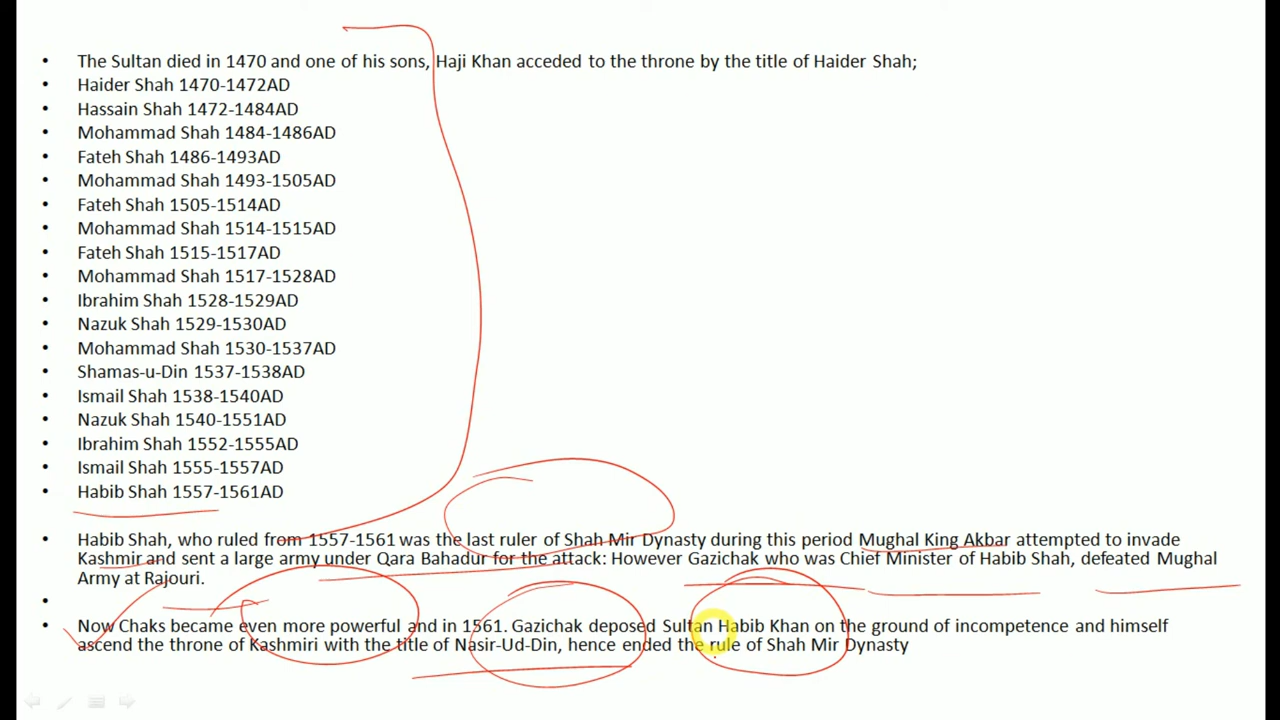 The Sultan died in 1470 and one of his sons, Haji Khan acceded to the throne by the title of Haider Shah;
Haider Shah 1470-1472AD
Hassain Shah 1472-1484AD
Mohammad Shah 1484-1486AD
Fateh Shah 1486-1493AD
Mohammad Shah 1493-1505AD
Fateh Shah 1505-1514AD
Mohammad Shah 1514-1515AD
Fateh Shah 1515-1517AD
Mohammad Shah 1517-1528AD
Ibrahim Shah 1528-1529AD
Nazuk Shah 1529-1530AD
Mohammad Shah 1530-1537AD
Shamas-u-Din 1537-1538AD
Ismail Shah 1538-1540AD
Nazuk Shah 1540-1551AD
Ibrahim Shah 1552-1555AD
Ismail Shah 1555-1557AD
Habib Shah 1557-1561AD
Habib Shah, who ruled from 1557-1561 was the last ruler of Shah Mir Dynasty during this period Mughal King Akbar attempted to invade
Kashmir and sent a large army under Qara Bahadur for the attack: However Gazichak who was Chief Minister of Habib Shah, defeated Mughal
Army at Rajouri.
Now Chaks became even more powerful and in 1561. Gazichak deposed Sultan Habib Khan on the ground of incompetence and himself
ascend the throne of Kashmiri with the title of Nasir-Ud-Din, hence ended the rule of Shah Mir Dynasty